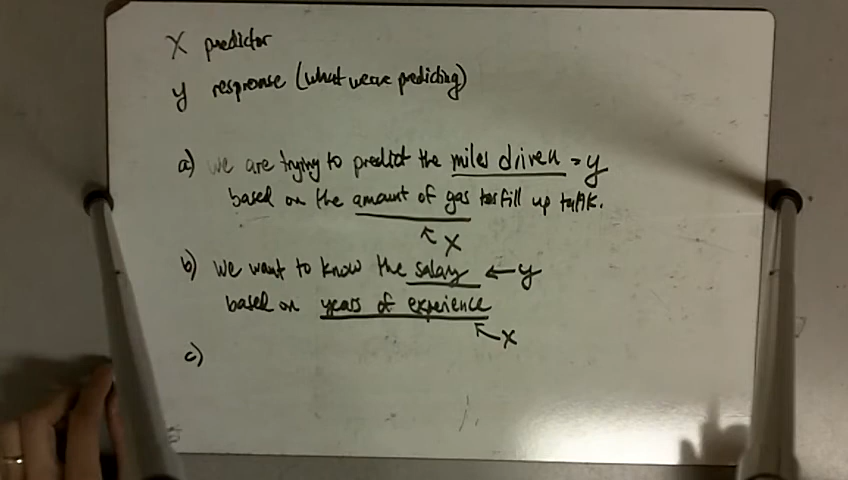 X predictor
y response (what we're predicting)
a) we are trying to predict the miles driven = y
based on the amount of gas to fill up tank.
↖ X
b) We want to know the salary ← y
based on years of experience
↖ X
c)